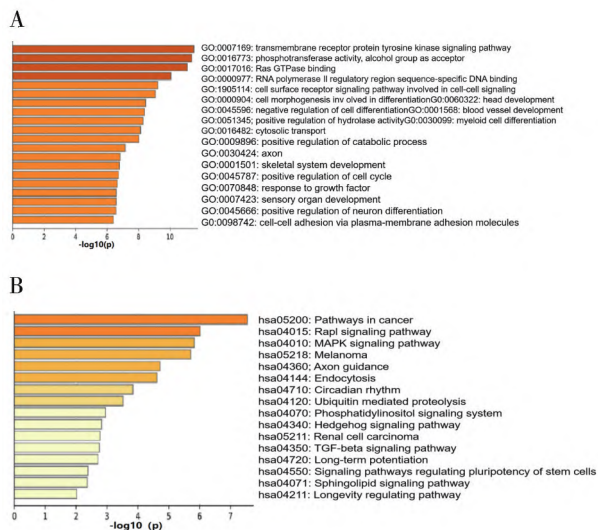 A
GO:0007169: transmembrane receptor protein tyrosine kinase signaling pathway
GO:0016773: phosphotransferase activity, alcohol group as acceptor
GO:0017016: Ras GTPase binding
GO:0000977: RNA polymerase II regulatory region sequence-specific DNA binding
GO:1905114: cell surface receptor signaling pathway involved in cell-cell signaling
GO:0000904: cell morphogenesis inv olved in differentiationG0:0060322: head development
GO:0045596: negative regulation of cell differentiationGO:0001568: blood vessel development
GO:0051345: positive regulation of hydrolase activityG0:0030099: myeloid cell differentiation
GO:0016482: cytosolic transport
GO:0009896: positive regulation of catabolic process
GO:0030424: axon
GO:0001501: skeletal system development
GO:0045787: positive regulation of cell cycle
GO:0070848: response to growth factor
GO:0007423: sensory organ development
GO:0045666: positive regulation of neuron differentiation
G0:0098742: cell-cell adhesion via plasma-membrane adhesion molecules
0 2 4 6 8 10
-log10(p)
B
hsa05200: Pathways in cancer
hsa04015: Rapl signaling pathway
hsa04010: MAPK signaling pathway
hsa05218: Melanoma
hsa04360: Axon guidance
hsa04144: Endocytosis
hsa04710: Circadian rhythm
hsa04120: Ubiquitin mediated proteolysis
hsa04070: Phosphatidylinositol signaling system
hsa04340: Hedgehog signaling pathway
hsa05211: Renal cell carcinoma
hsa04350: TGF-beta signaling pathway
hsa04720: Long-term potentiation
hsa04550: Signaling pathways regulating pluripotency of stem cells
hsa04071: Sphingolipid signaling pathway
hsa04211: Longevity regulating pathway
0 1 2 3 4 5 6 7
-log10 (p)